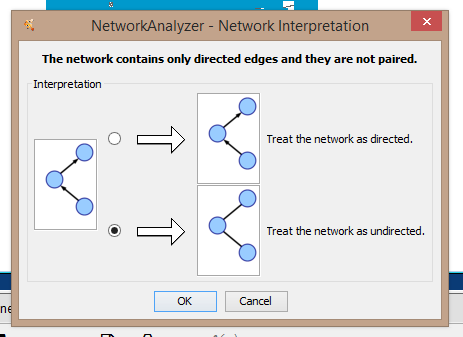 NetworkAnalyzer - Network Interpretation
The network contains only directed edges and they are not paired.
Interpretation
Treat the network as directed.
Treat the network as undirected.
OK
Cancel